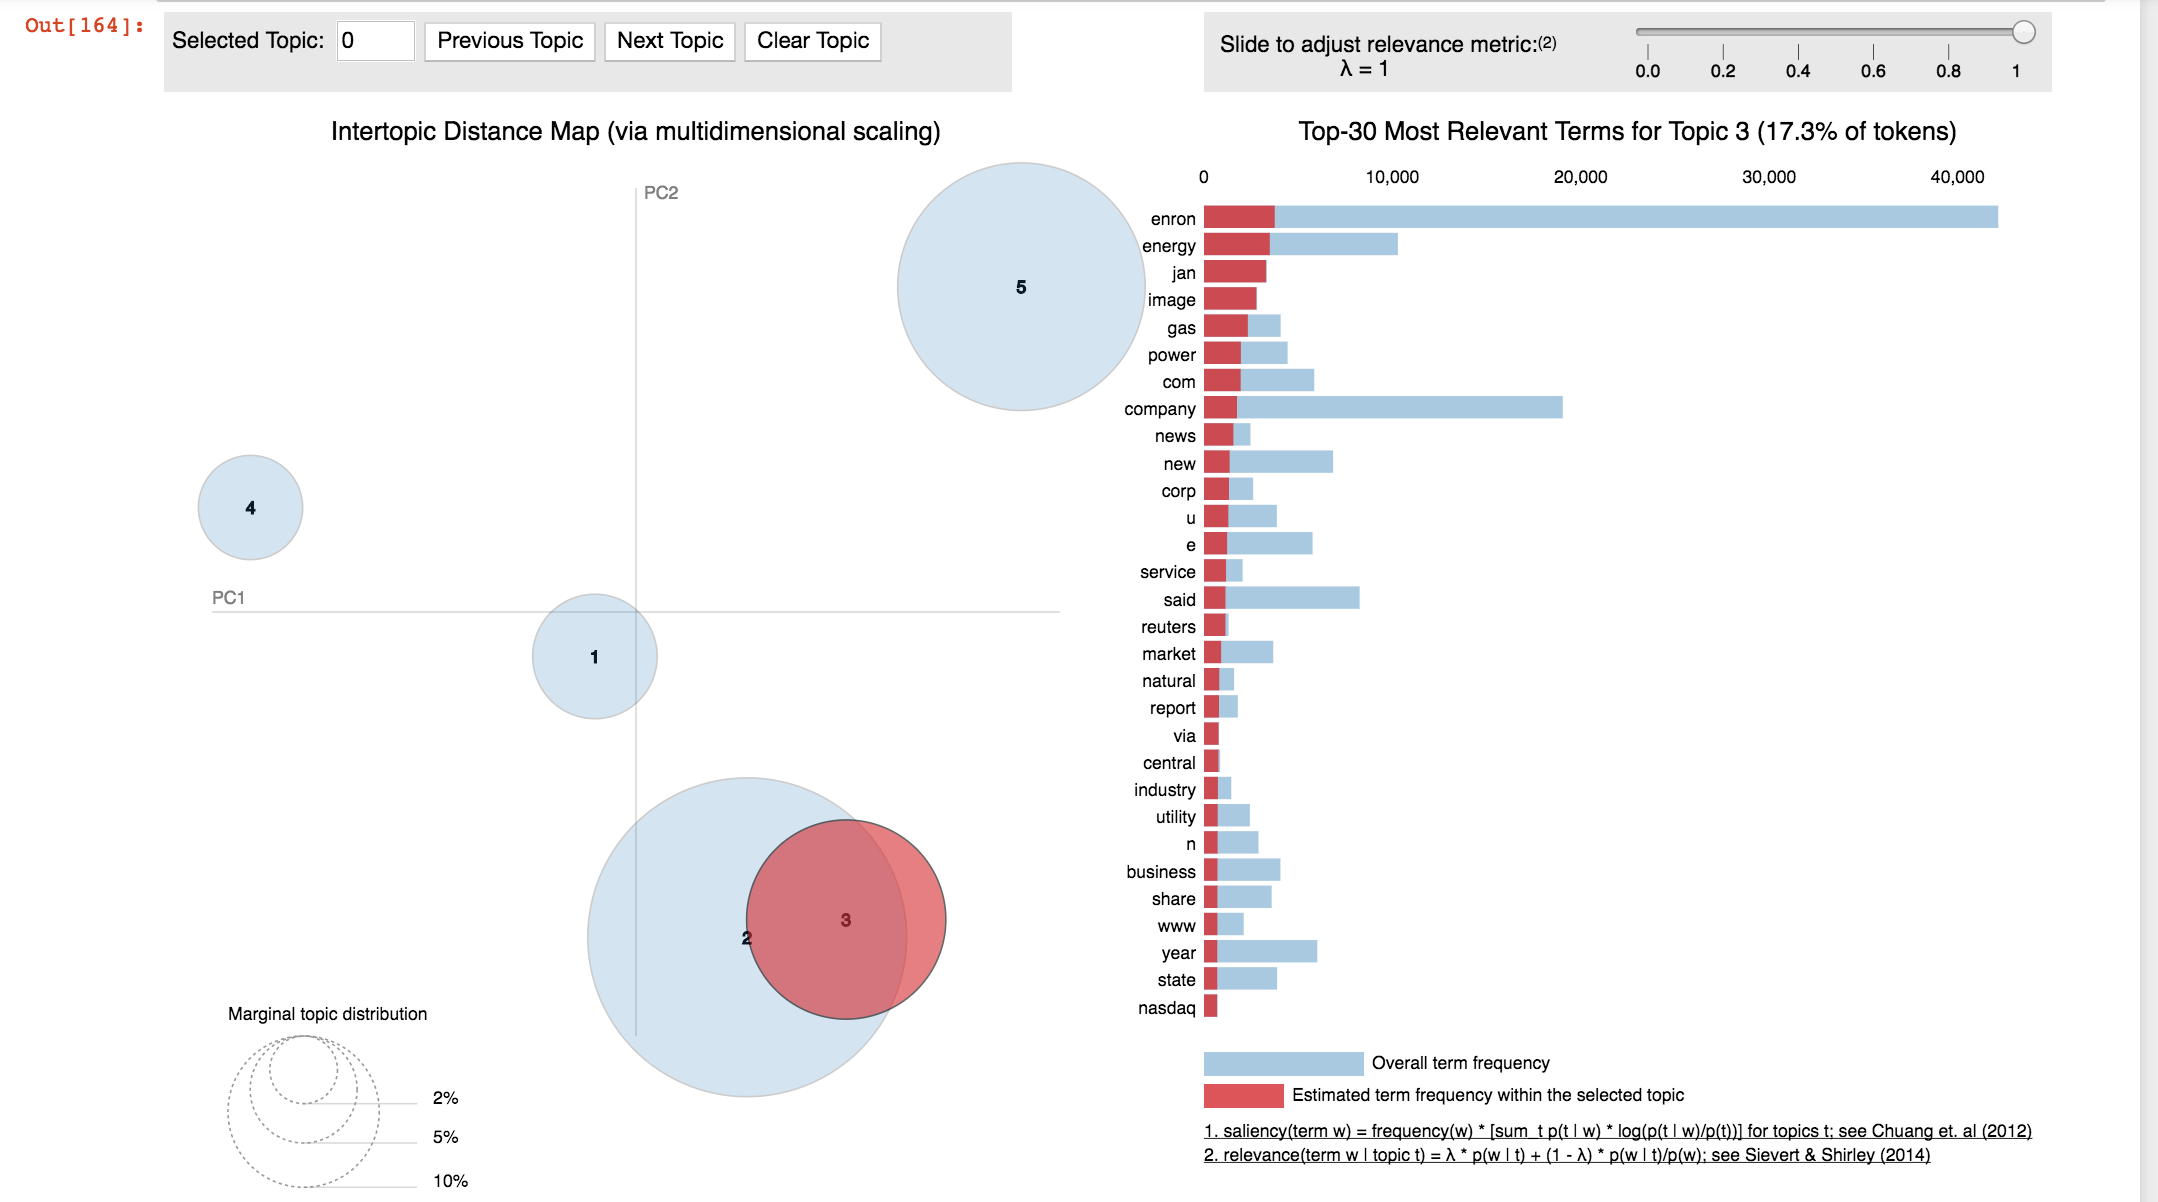 Out[164]:
Selected Topic: 0 Previous Topic Next Topic Clear Topic
Slide to adjust relevance metric:(2)
λ = 1
0.0 0.2 0.4 0.6 0.8 1
Intertopic Distance Map (via multidimensional scaling)
PC2
5
4
PC1
1
2
3
Marginal topic distribution
2%
5%
10%
Top-30 Most Relevant Terms for Topic 3 (17.3% of tokens)
0 10,000 20,000 30,000 40,000
enron
energy
jan
image
gas
power
com
company
news
new
corp
u
e
service
said
reuters
market
natural
report
via
central
industry
utility
n
business
share
www
year
state
nasdaq
Overall term frequency
Estimated term frequency within the selected topic
1. saliency(term w) = frequency(w) * [sum_t p(t | w) * log(p(t | w)/p(t))] for topics t; see Chuang et. al (2012)
2. relevance(term w | topic t) = λ * p(w | t) + (1 - λ) * p(w | t)/p(w); see Sievert & Shirley (2014)